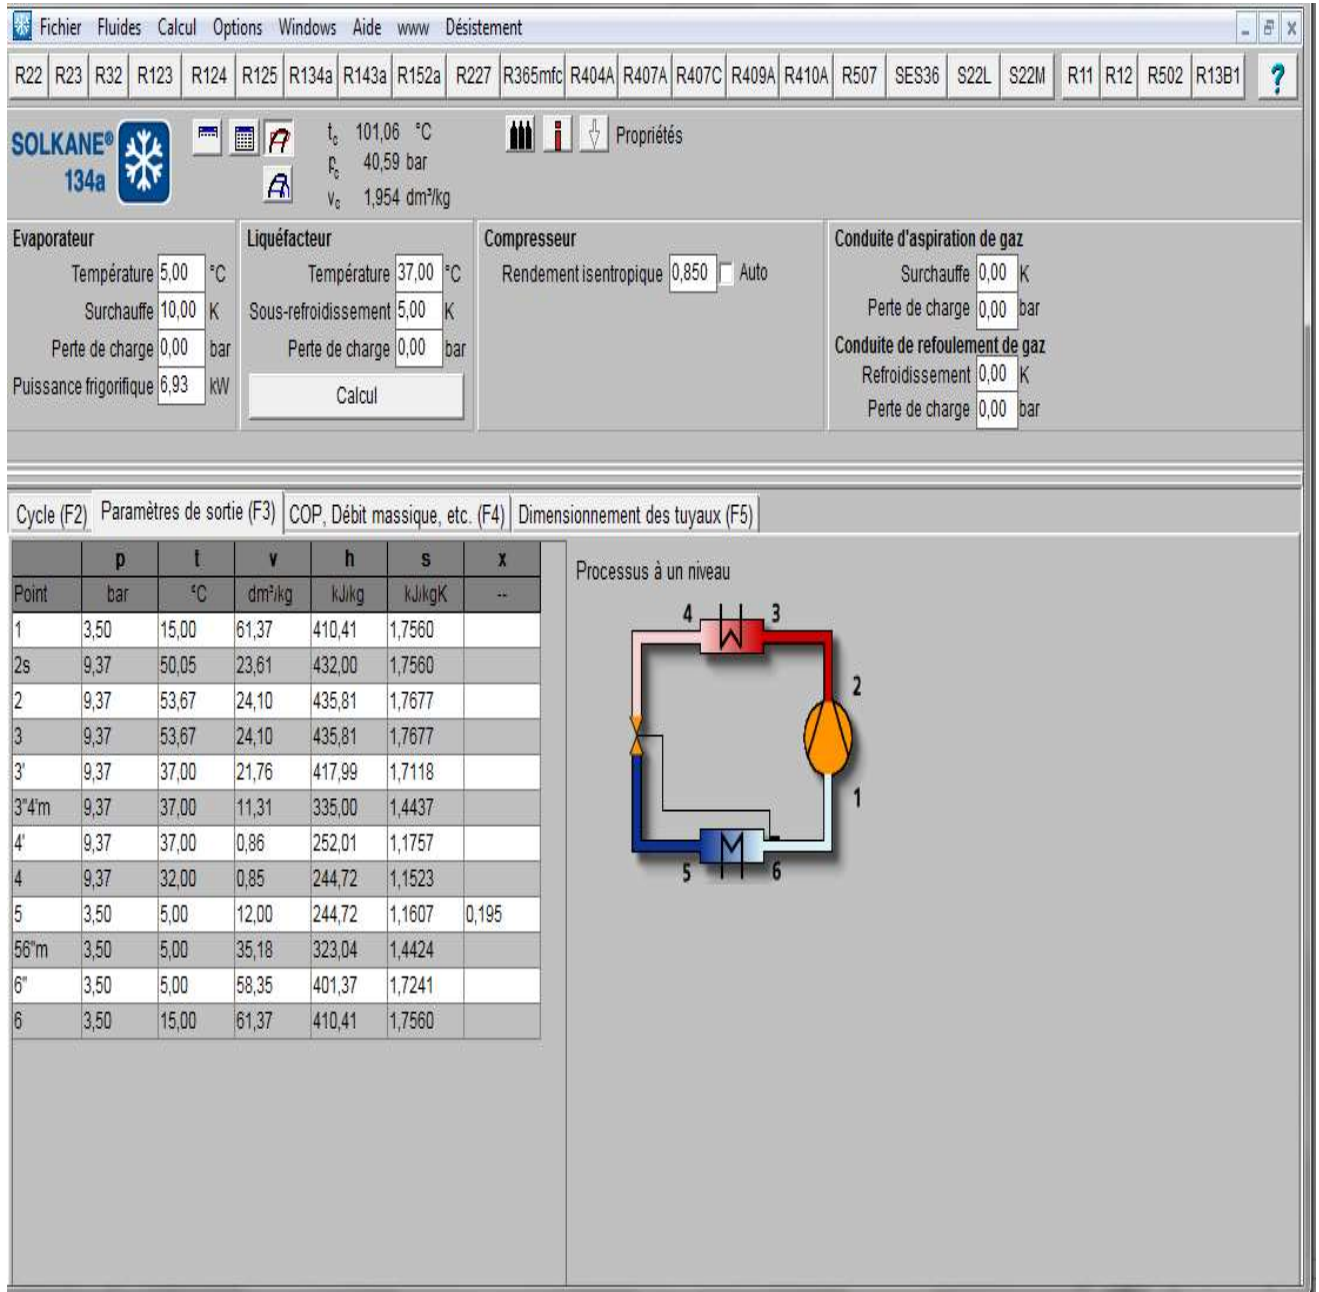 Fichier Fluides Calcul Options Windows Aide www Désistement
R22 R23 R32 R123 R124 R125 R134a R143a R152a R227 R365mfc R404A R407A R407C R409A R410A R507 SES36 S22L S22M R11 R12 R502 R13B1 ?
SOLKANE®
134a
tc 101,06 °C
pc 40,59 bar
vc 1,954 dm³/kg
Propriétés
Evaporateur
Température 5,00 °C
Surchauffe 10,00 K
Perte de charge 0,00 bar
Puissance frigorifique 6,93 kW
Liquéfacteur
Température 37,00 °C
Sous-refroidissement 5,00 K
Perte de charge 0,00 bar
Calcul
Compresseur
Rendement isentropique 0,850 Auto
Conduite d'aspiration de gaz
Surchauffe 0,00 K
Perte de charge 0,00 bar
Conduite de refoulement de gaz
Refroidissement 0,00 K
Perte de charge 0,00 bar
Cycle (F2) Paramètres de sortie (F3) COP, Débit massique, etc. (F4) Dimensionnement des tuyaux (F5)
p t v h s x
Point bar °C dm³/kg kJ/kg kJ/kgK --
1 3,50 15,00 61,37 410,41 1,7560
2s 9,37 50,05 23,61 432,00 1,7560
2 9,37 53,67 24,10 435,81 1,7677
3 9,37 53,67 24,10 435,81 1,7677
3' 9,37 37,00 21,76 417,99 1,7118
3"4'm 9,37 37,00 11,31 335,00 1,4437
4' 9,37 37,00 0,86 252,01 1,1757
4 9,37 32,00 0,85 244,72 1,1523
5 3,50 5,00 12,00 244,72 1,1607 0,195
56"m 3,50 5,00 35,18 323,04 1,4424
6" 3,50 5,00 58,35 401,37 1,7241
6 3,50 15,00 61,37 410,41 1,7560
Processus à un niveau
4 3
2
1
5 6